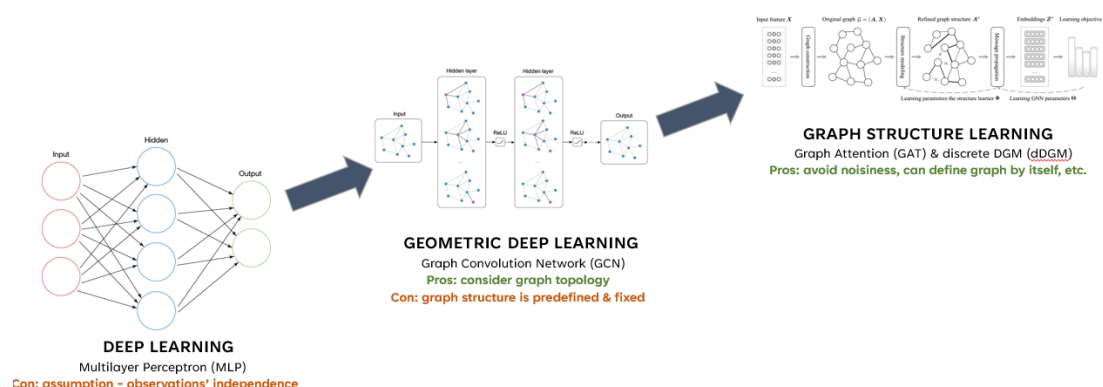 Input
Hidden
Output
DEEP LEARNING
Multilayer Perceptron (MLP)
Con: assumption - observations' independence
Hidden layer
Hidden layer
Input
ReLU
ReLU
Output
...
...
GEOMETRIC DEEP LEARNING
Graph Convolution Network (GCN)
Pros: consider graph topology
Con: graph structure is predefined & fixed
Input feature X
Original graph G = (A, X)
Refined graph structure A*
Embeddings Z*
Learning objective
Graph construction
Structure modeling
Message propagation
...
...
Learning parameters the structure learner Φ
Learning GNN parameters Θ
GRAPH STRUCTURE LEARNING
Graph Attention (GAT) & discrete DGM (dDGM)
Pros: avoid noisiness, can define graph by itself, etc.